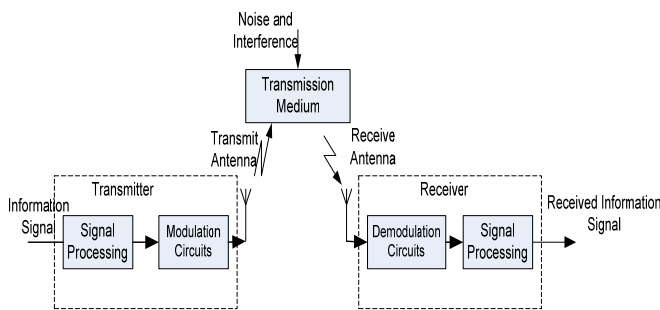 Noise and
Interference
Transmission
Medium
Transmit
Antenna
Receive
Antenna
Transmitter
Receiver
Information
Signal
Signal
Processing
Modulation
Circuits
Demodulation
Circuits
Signal
Processing
Received Information
Signal